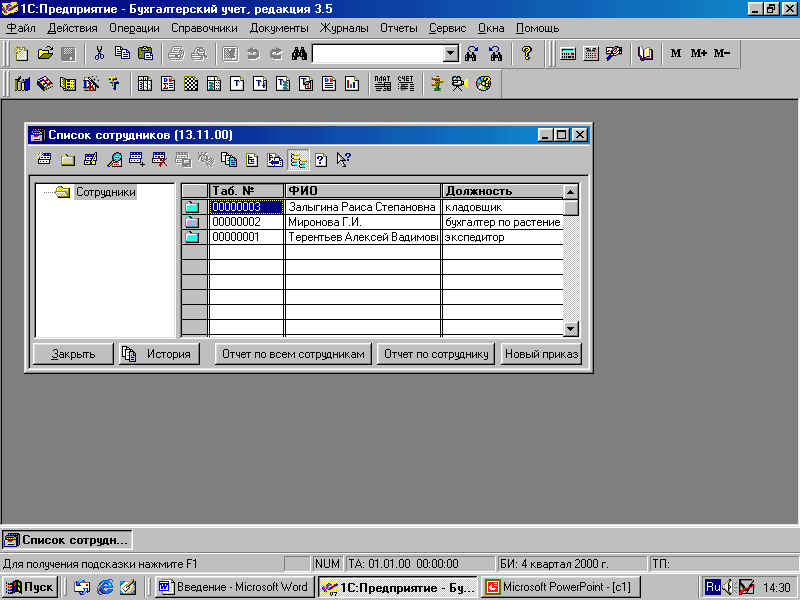 1С:Предприятие - Бухгалтерский учет, редакция 3.5
Файл Действия Операции Справочники Документы Журналы Отчеты Сервис Окна Помощь
M M+ M-
ПЛАТ СЧЕТ
Список сотрудников (13.11.00)
Сотрудники
Таб. № ФИО Должность
00000003 Залыгина Раиса Степановна кладовщик
00000002 Миронова Г.И. бухгалтер по растение
00000001 Терентьев Алексей Вадимови экспедитор
Закрыть История Отчет по всем сотрудникам Отчет по сотруднику Новый приказ
Список сотрудн...
Для получения подсказки нажмите F1 NUM TA: 01.01.00 00:00:00 БИ: 4 квартал 2000 г. ТП:
Пуск Введение - Microsoft Word 1С:Предприятие - Бу... Microsoft PowerPoint - [c1] Ru 14:30